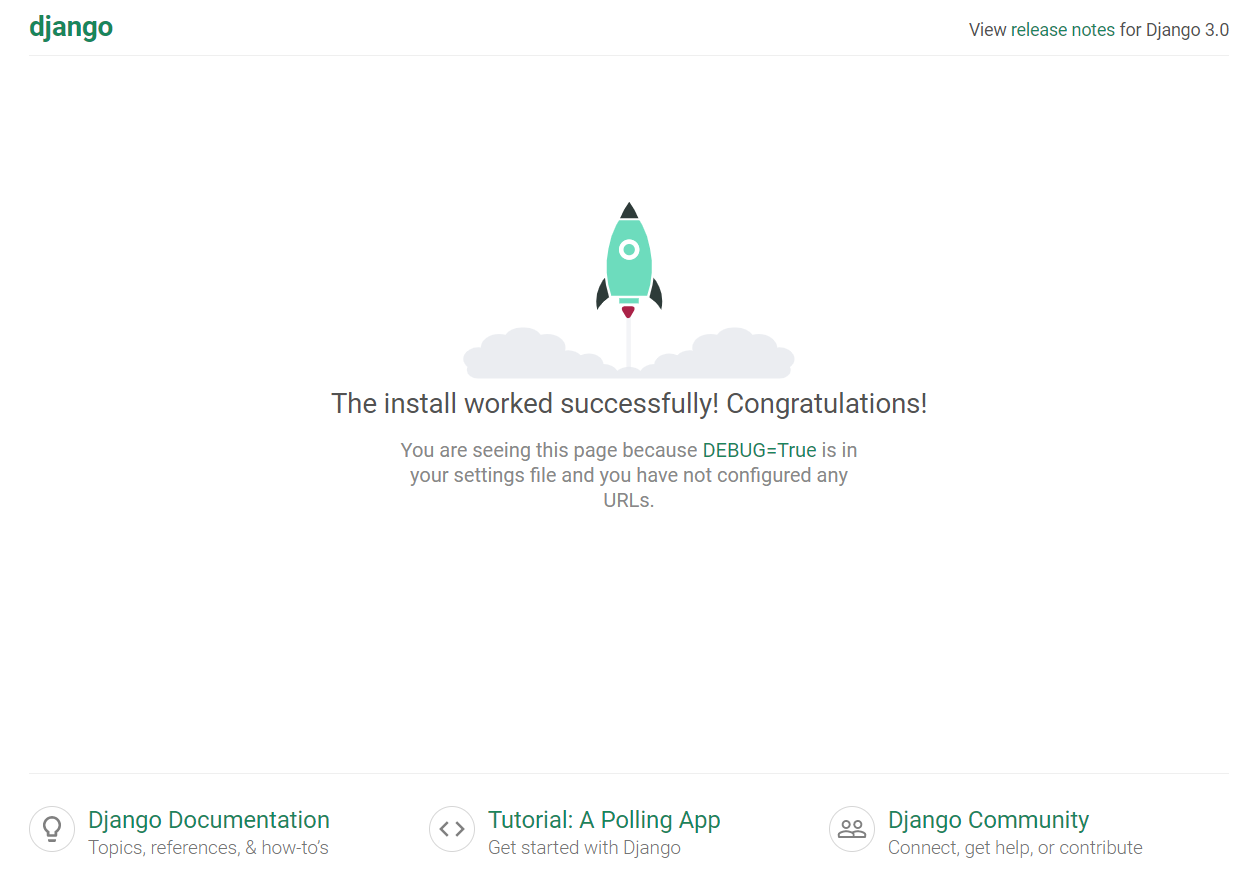 django
View release notes for Django 3.0
The install worked successfully! Congratulations!
You are seeing this page because DEBUG=True is in
your settings file and you have not configured any
URLs.
Django Documentation
Topics, references, & how-to’s
Tutorial: A Polling App
Get started with Django
Django Community
Connect, get help, or contribute